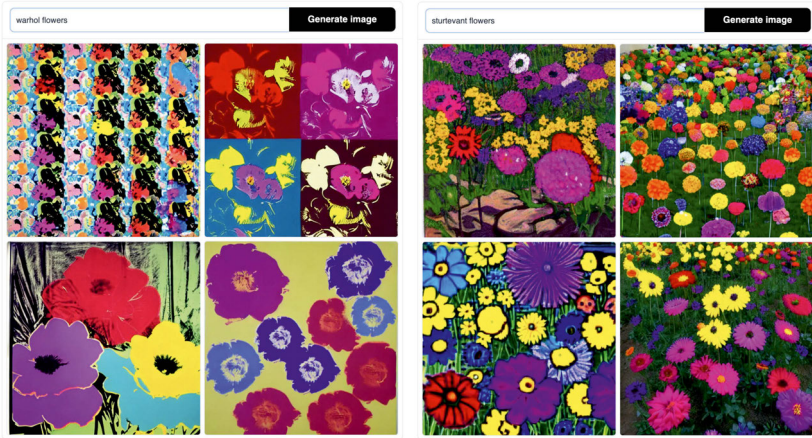 warhol flowers
Generate image
sturtevant flowers
Generate image